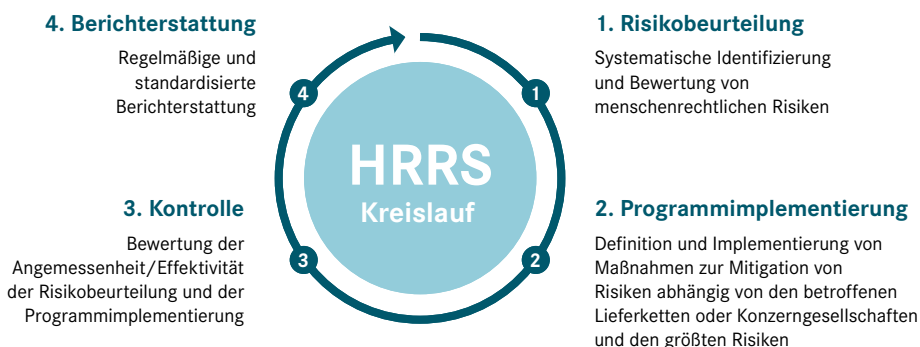 1. Risikobeurteilung
Systematische Identifizierung
und Bewertung von
menschenrechtlichen Risiken
2. Programmimplementierung
Definition und Implementierung von
Maßnahmen zur Mitigation von
Risiken abhängig von den betroffenen
Lieferketten oder Konzerngesellschaften
und den größten Risiken
3. Kontrolle
Bewertung der
Angemessenheit/Effektivität
der Risikobeurteilung und der
Programmimplementierung
4. Berichterstattung
Regelmäßige und
standardisierte
Berichterstattung
HRRS
Kreislauf
1
2
3
4